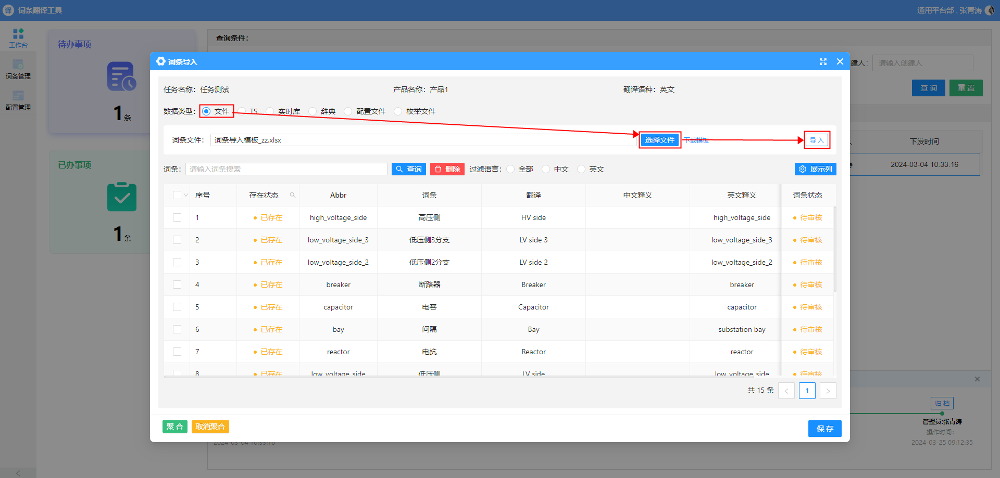 译 词条翻译工具
通用平台部，张青涛
工作台
词条管理
配置管理
待办事项
1条
已办事项
1条
查询条件：
建人： 请输入创建人
查 询 重 置
下发时间
2024-03-04 10:33:16
词条导入
任务名称：任务测试 产品名称：产品1 翻译语种：英文
数据类型： 文件 TS 实时库 辞典 配置文件 枚举文件
词条文件： 词条导入模板_zz.xlsx 选择文件 下载模板 导 入
词条： 请输入词条搜索 查询 删除 过滤语言： 全部 中文 英文 展示列
序号 存在状态 Abbr 词条 翻译 中文释义 英文释义 词条状态
1 已存在 high_voltage_side 高压侧 HV side high_voltage_side 待审核
2 已存在 low_voltage_side_3 低压侧3分支 LV side 3 low_voltage_side_3 待审核
3 已存在 low_voltage_side_2 低压侧2分支 LV side 2 low_voltage_side_2 待审核
4 已存在 breaker 断路器 Breaker breaker 待审核
5 已存在 capacitor 电容 Capacitor capacitor 待审核
6 已存在 bay 间隔 Bay substation bay 待审核
7 已存在 reactor 电抗 Reactor reactor 待审核
8 已存在 low_voltage_side 低压侧 LV side low_voltage_side 待审核
共 15 条 < 1 >
聚 合 取消聚合 保 存
归 档
管理员:张青涛
操作时间：
2024-03-25 09:12:35
2024-03-04 10:33:16